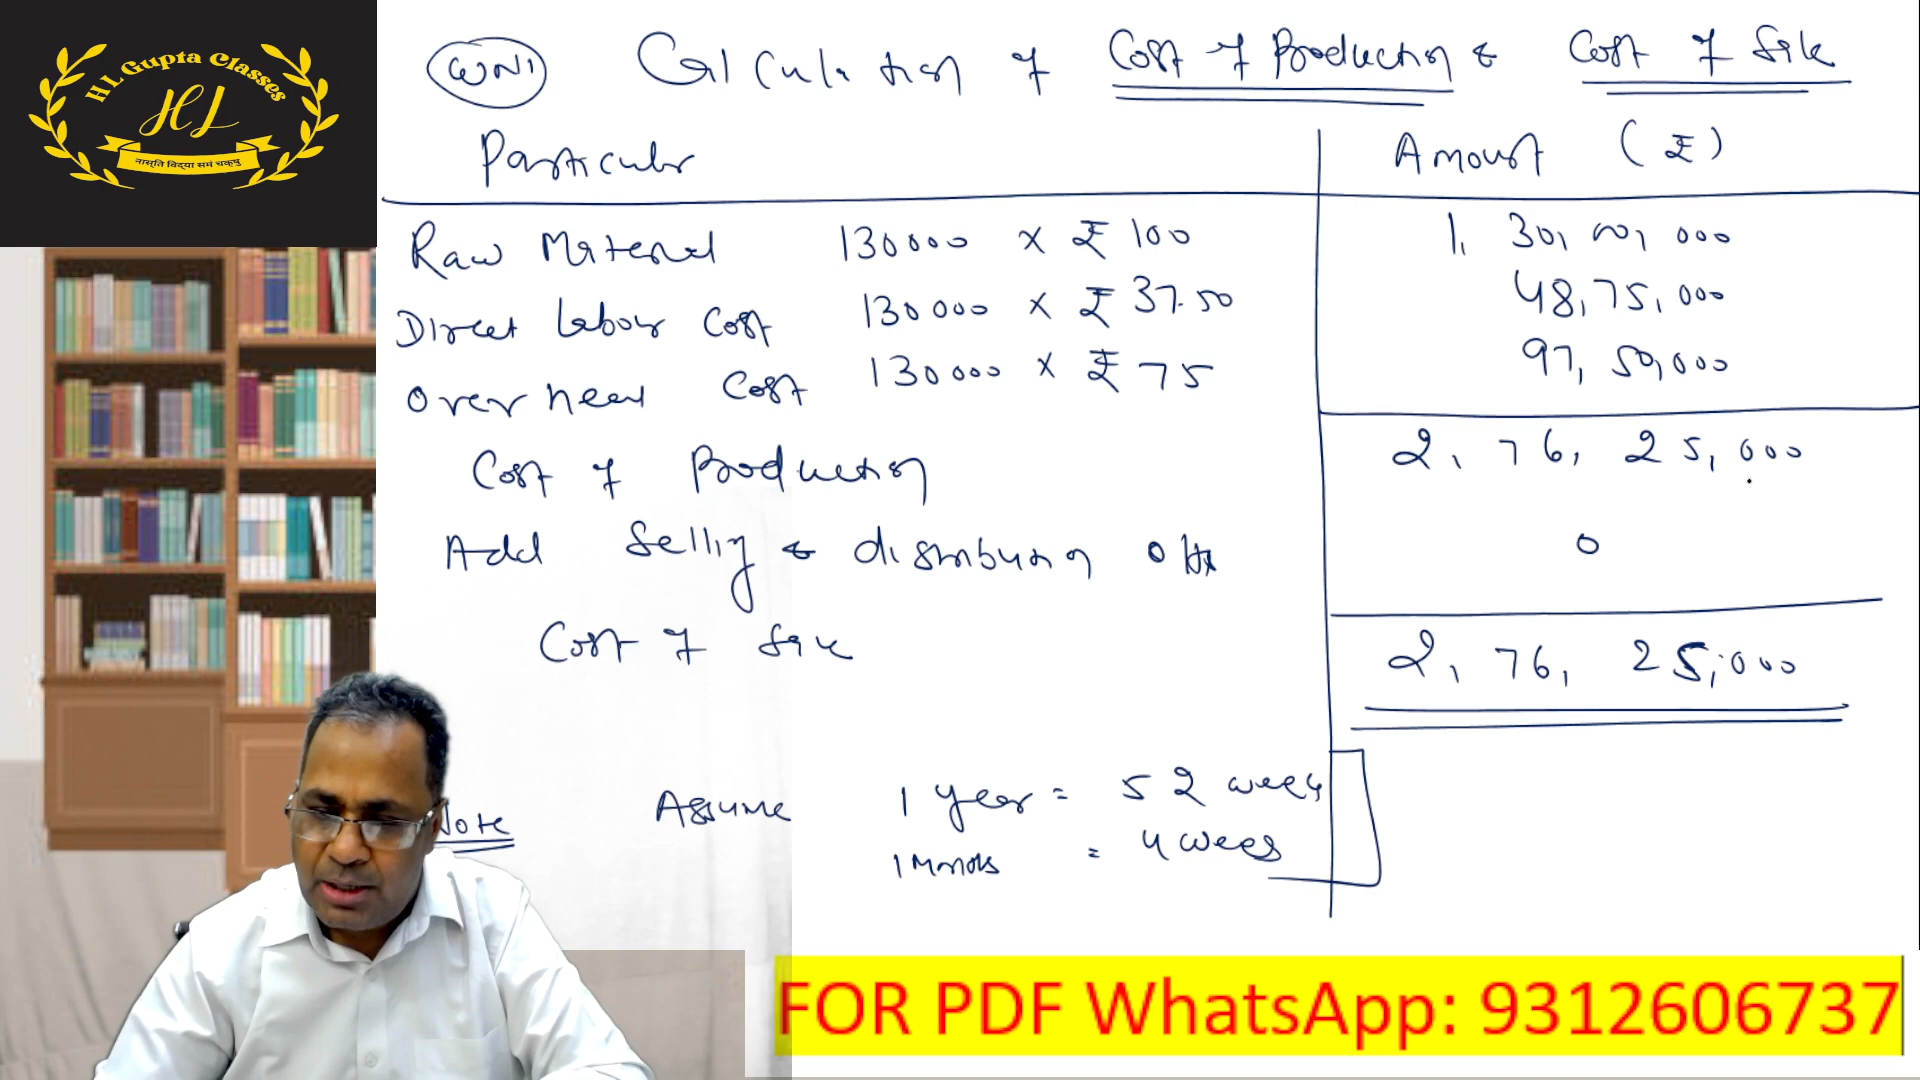 HL Gupta Classes
HL
नास्ति विद्या समं चक्षु
WN1 Calculation of Cost of Production & Cost of Sale
Particular Amount (₹)
Raw Material 130000 x ₹ 100 1,30,00,000
Direct labour Cost 130000 x ₹ 37.50 48,75,000
Overhead Cost 130000 x ₹ 75 97,50,000
Cost of Production 2,76,25,000
Add Selling & distribution OH 0
Cost of Sale 2,76,25,000
Note Assume 1 year = 52 weeks
1 Month = 4 weeks
FOR PDF WhatsApp: 9312606737